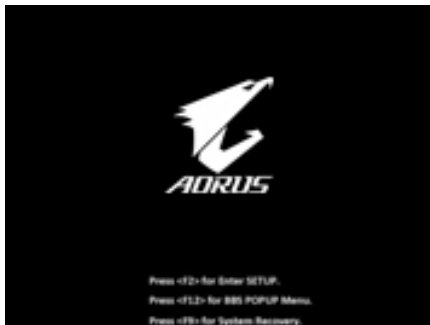 AORUS
Press <F2> for Enter SETUP.
Press <F12> for BBS POPUP Menu.
Press <F9> for System Recovery.